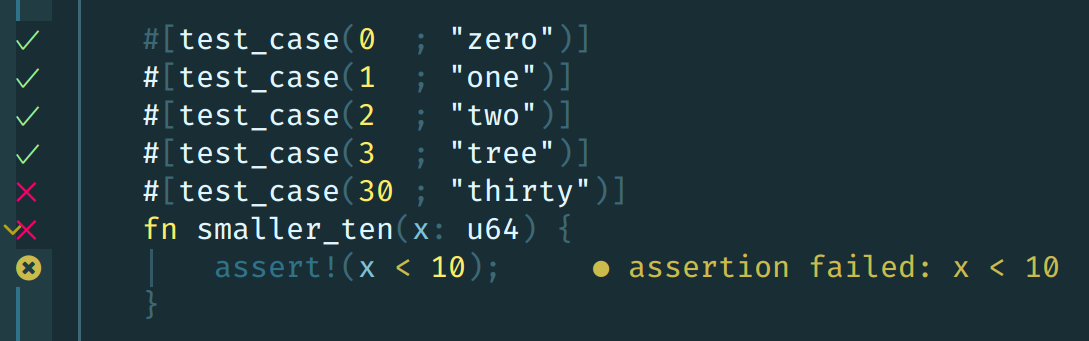 #[test_case(0  ; "zero")]
#[test_case(1  ; "one")]
#[test_case(2  ; "two")]
#[test_case(3  ; "tree")]
#[test_case(30 ; "thirty")]
fn smaller_ten(x: u64) {
    assert!(x < 10);     ● assertion failed: x < 10
}